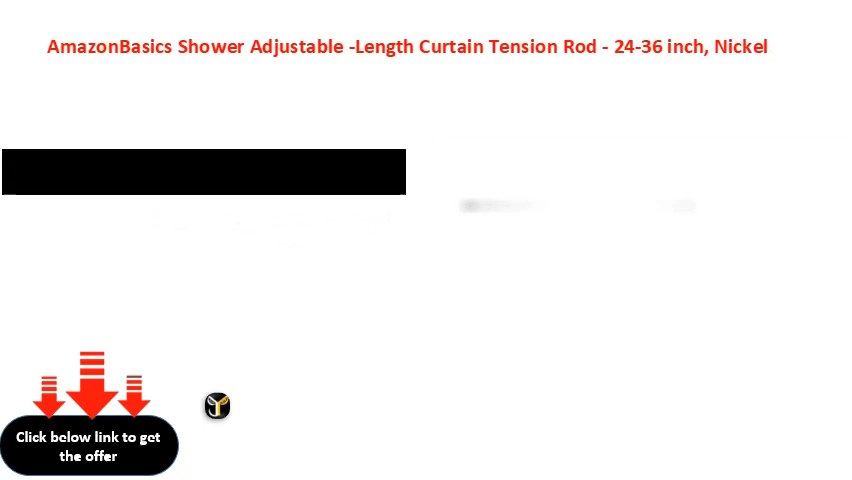 AmazonBasics Shower Adjustable -Length Curtain Tension Rod - 24-36 inch, Nickel
Click below link to get
the offer